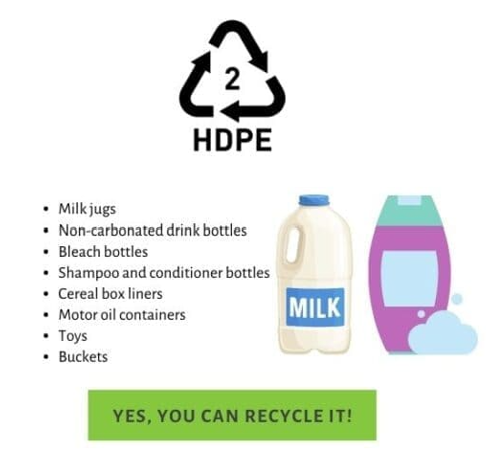 2
HDPE
Milk jugs
Non-carbonated drink bottles
Bleach bottles
Shampoo and conditioner bottles
Cereal box liners
Motor oil containers
Toys
Buckets
MILK
YES, YOU CAN RECYCLE IT!